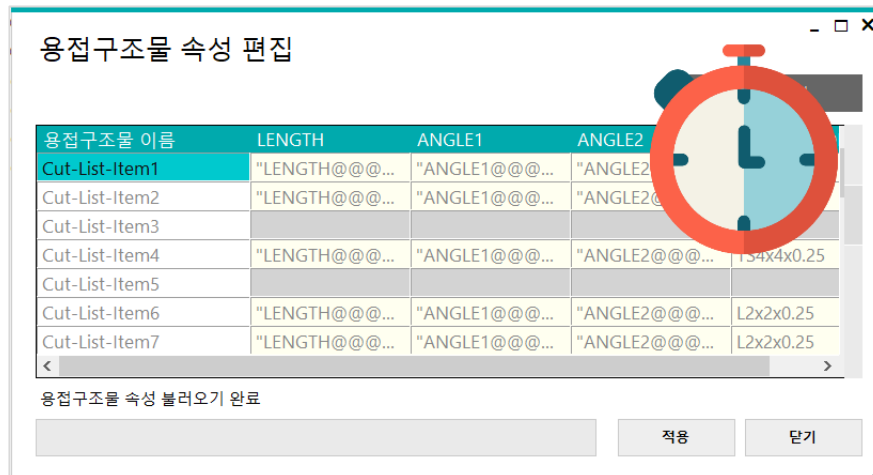 용접구조물 속성 편집
용접구조물 이름 LENGTH ANGLE1 ANGLE2
Cut-List-Item1 "LENGTH@@@... "ANGLE1@@@... "ANGLE2
Cut-List-Item2 "LENGTH@@@... "ANGLE1@@@... "ANGLE2@
Cut-List-Item3
Cut-List-Item4 "LENGTH@@@... "ANGLE1@@@... "ANGLE2@@@... TS4x4x0.25
Cut-List-Item5
Cut-List-Item6 "LENGTH@@@... "ANGLE1@@@... "ANGLE2@@@... L2x2x0.25
Cut-List-Item7 "LENGTH@@@... "ANGLE1@@@... "ANGLE2@@@... L2x2x0.25
용접구조물 속성 불러오기 완료
적용 닫기